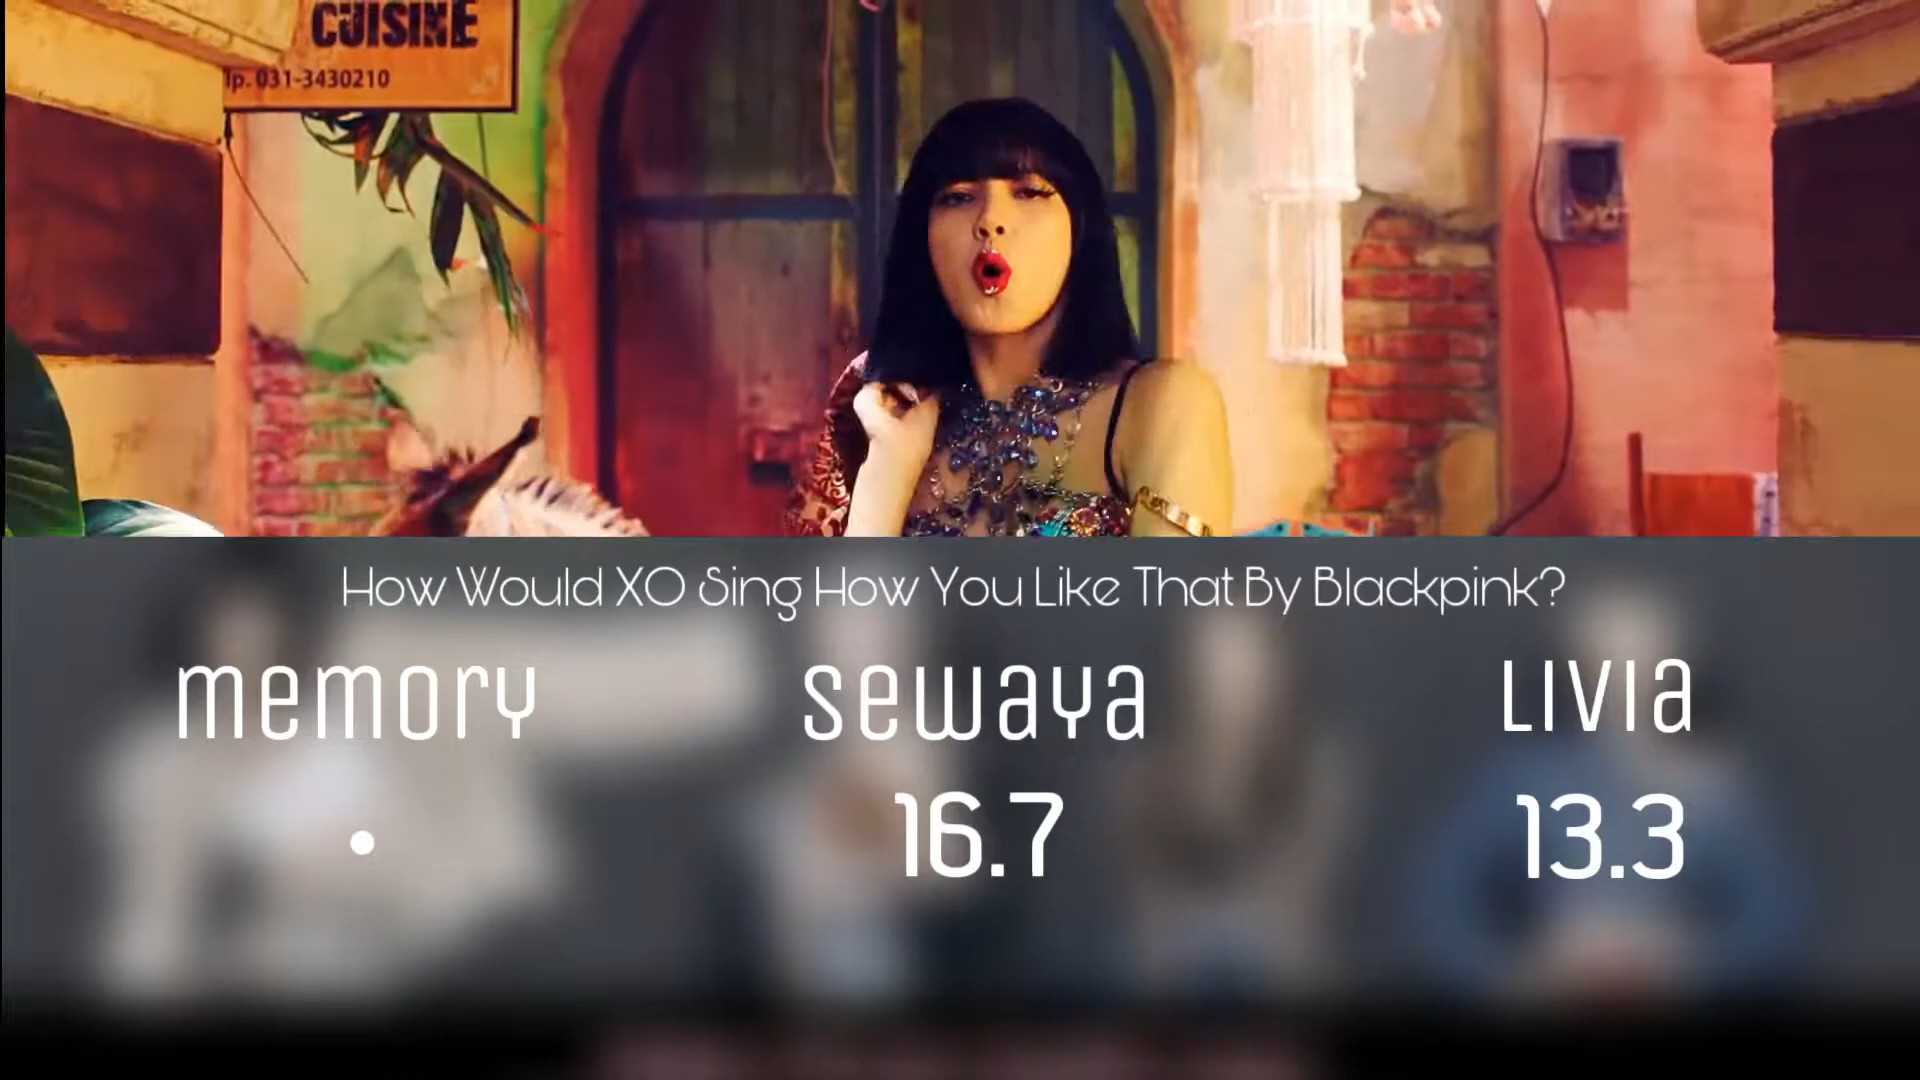 CUISINE
lp. 031-3430210
How Would XO Sing How You Like That By Blackpink?
memory
sewaya
Livia
16.7
13.3